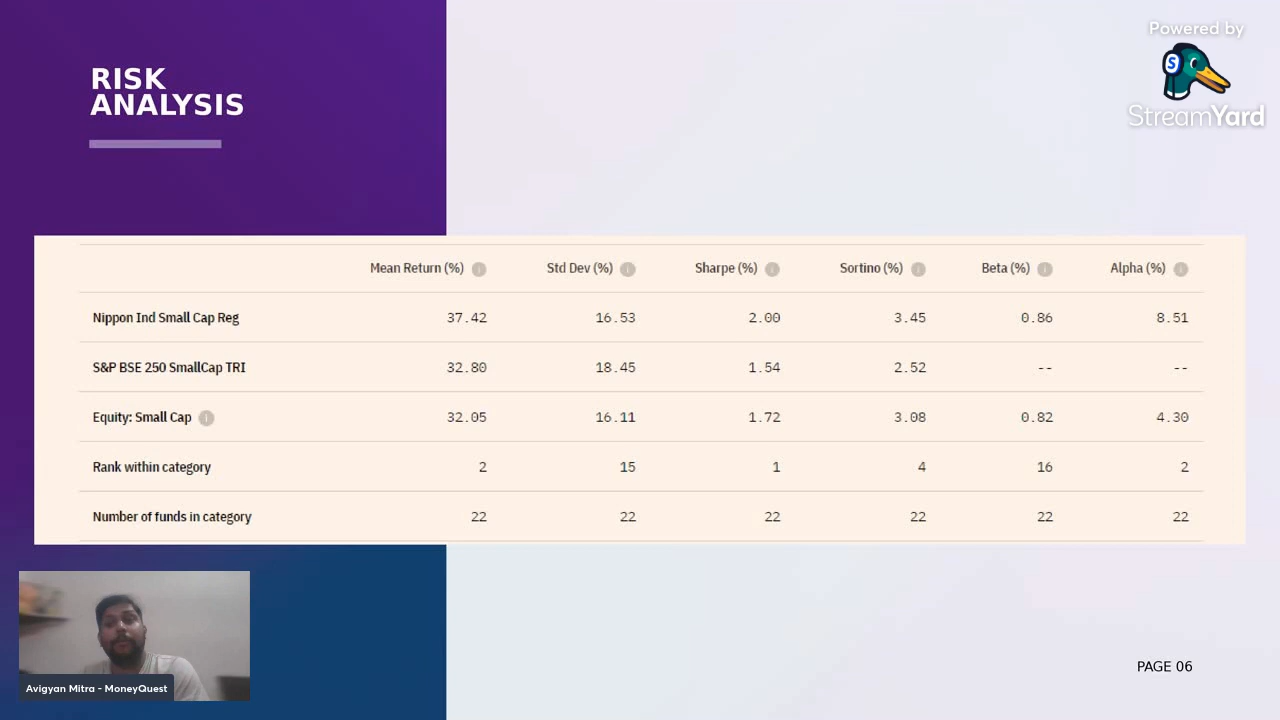 Powered by
StreamYard
RISK
ANALYSIS
Mean Return (%) Std Dev (%) Sharpe (%) Sortino (%) Beta (%) Alpha (%)
Nippon Ind Small Cap Reg 37.42 16.53 2.00 3.45 0.86 8.51
S&P BSE 250 SmallCap TRI 32.80 18.45 1.54 2.52 -- --
Equity: Small Cap 32.05 16.11 1.72 3.08 0.82 4.30
Rank within category 2 15 1 4 16 2
Number of funds in category 22 22 22 22 22 22
Avigyan Mitra - MoneyQuest
PAGE 06